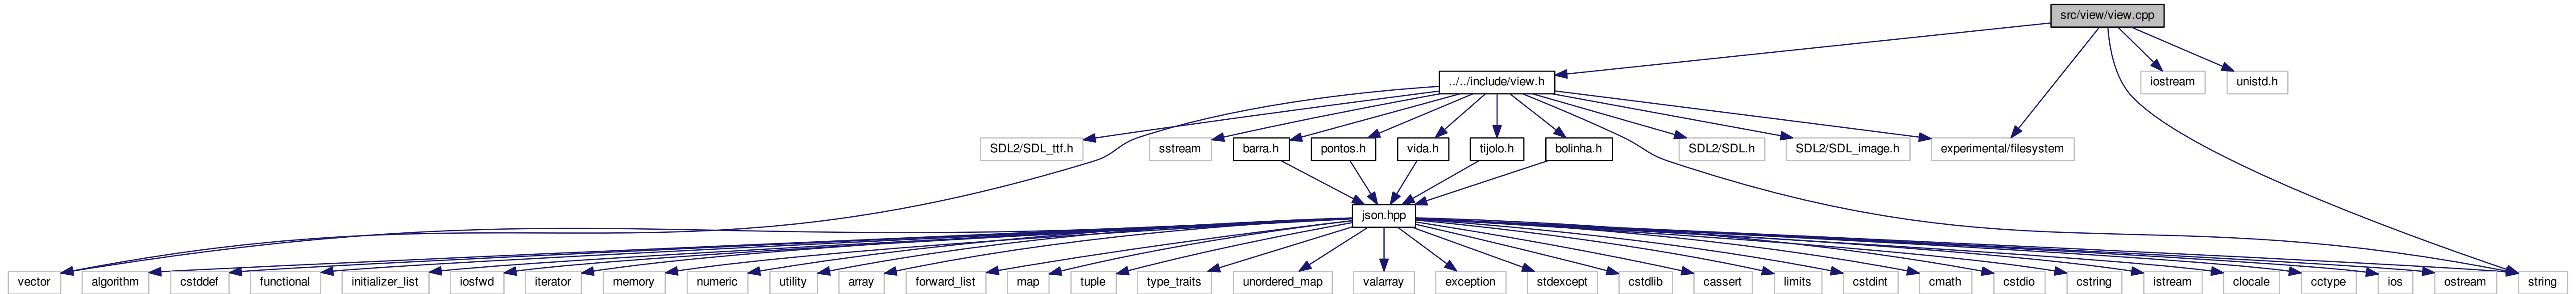 src/view/view.cpp
../../include/view.h
iostream
unistd.h
SDL2/SDL_ttf.h
sstream
barra.h
pontos.h
vida.h
tijolo.h
bolinha.h
SDL2/SDL.h
SDL2/SDL_image.h
experimental/filesystem
json.hpp
vector
algorithm
cstddef
functional
initializer_list
iosfwd
iterator
memory
numeric
utility
array
forward_list
map
tuple
type_traits
unordered_map
valarray
exception
stdexcept
cstdlib
cassert
limits
cstdint
cmath
cstdio
cstring
istream
clocale
cctype
ios
ostream
string